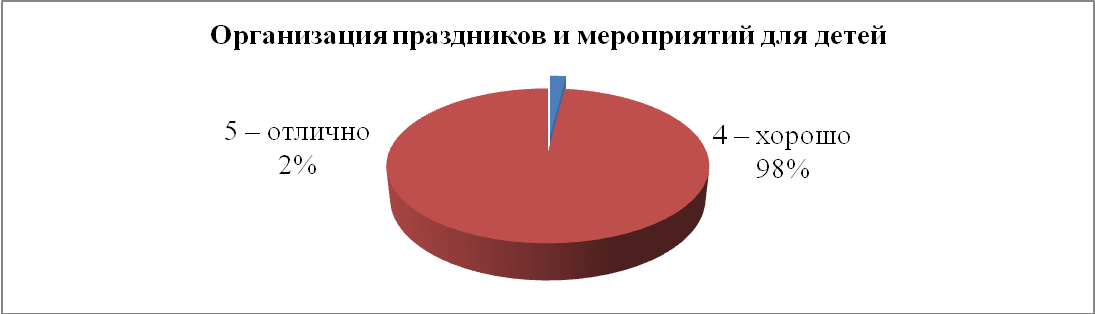 Организация праздников и мероприятий для детей
5 – отлично
2%
4 – хорошо
98%